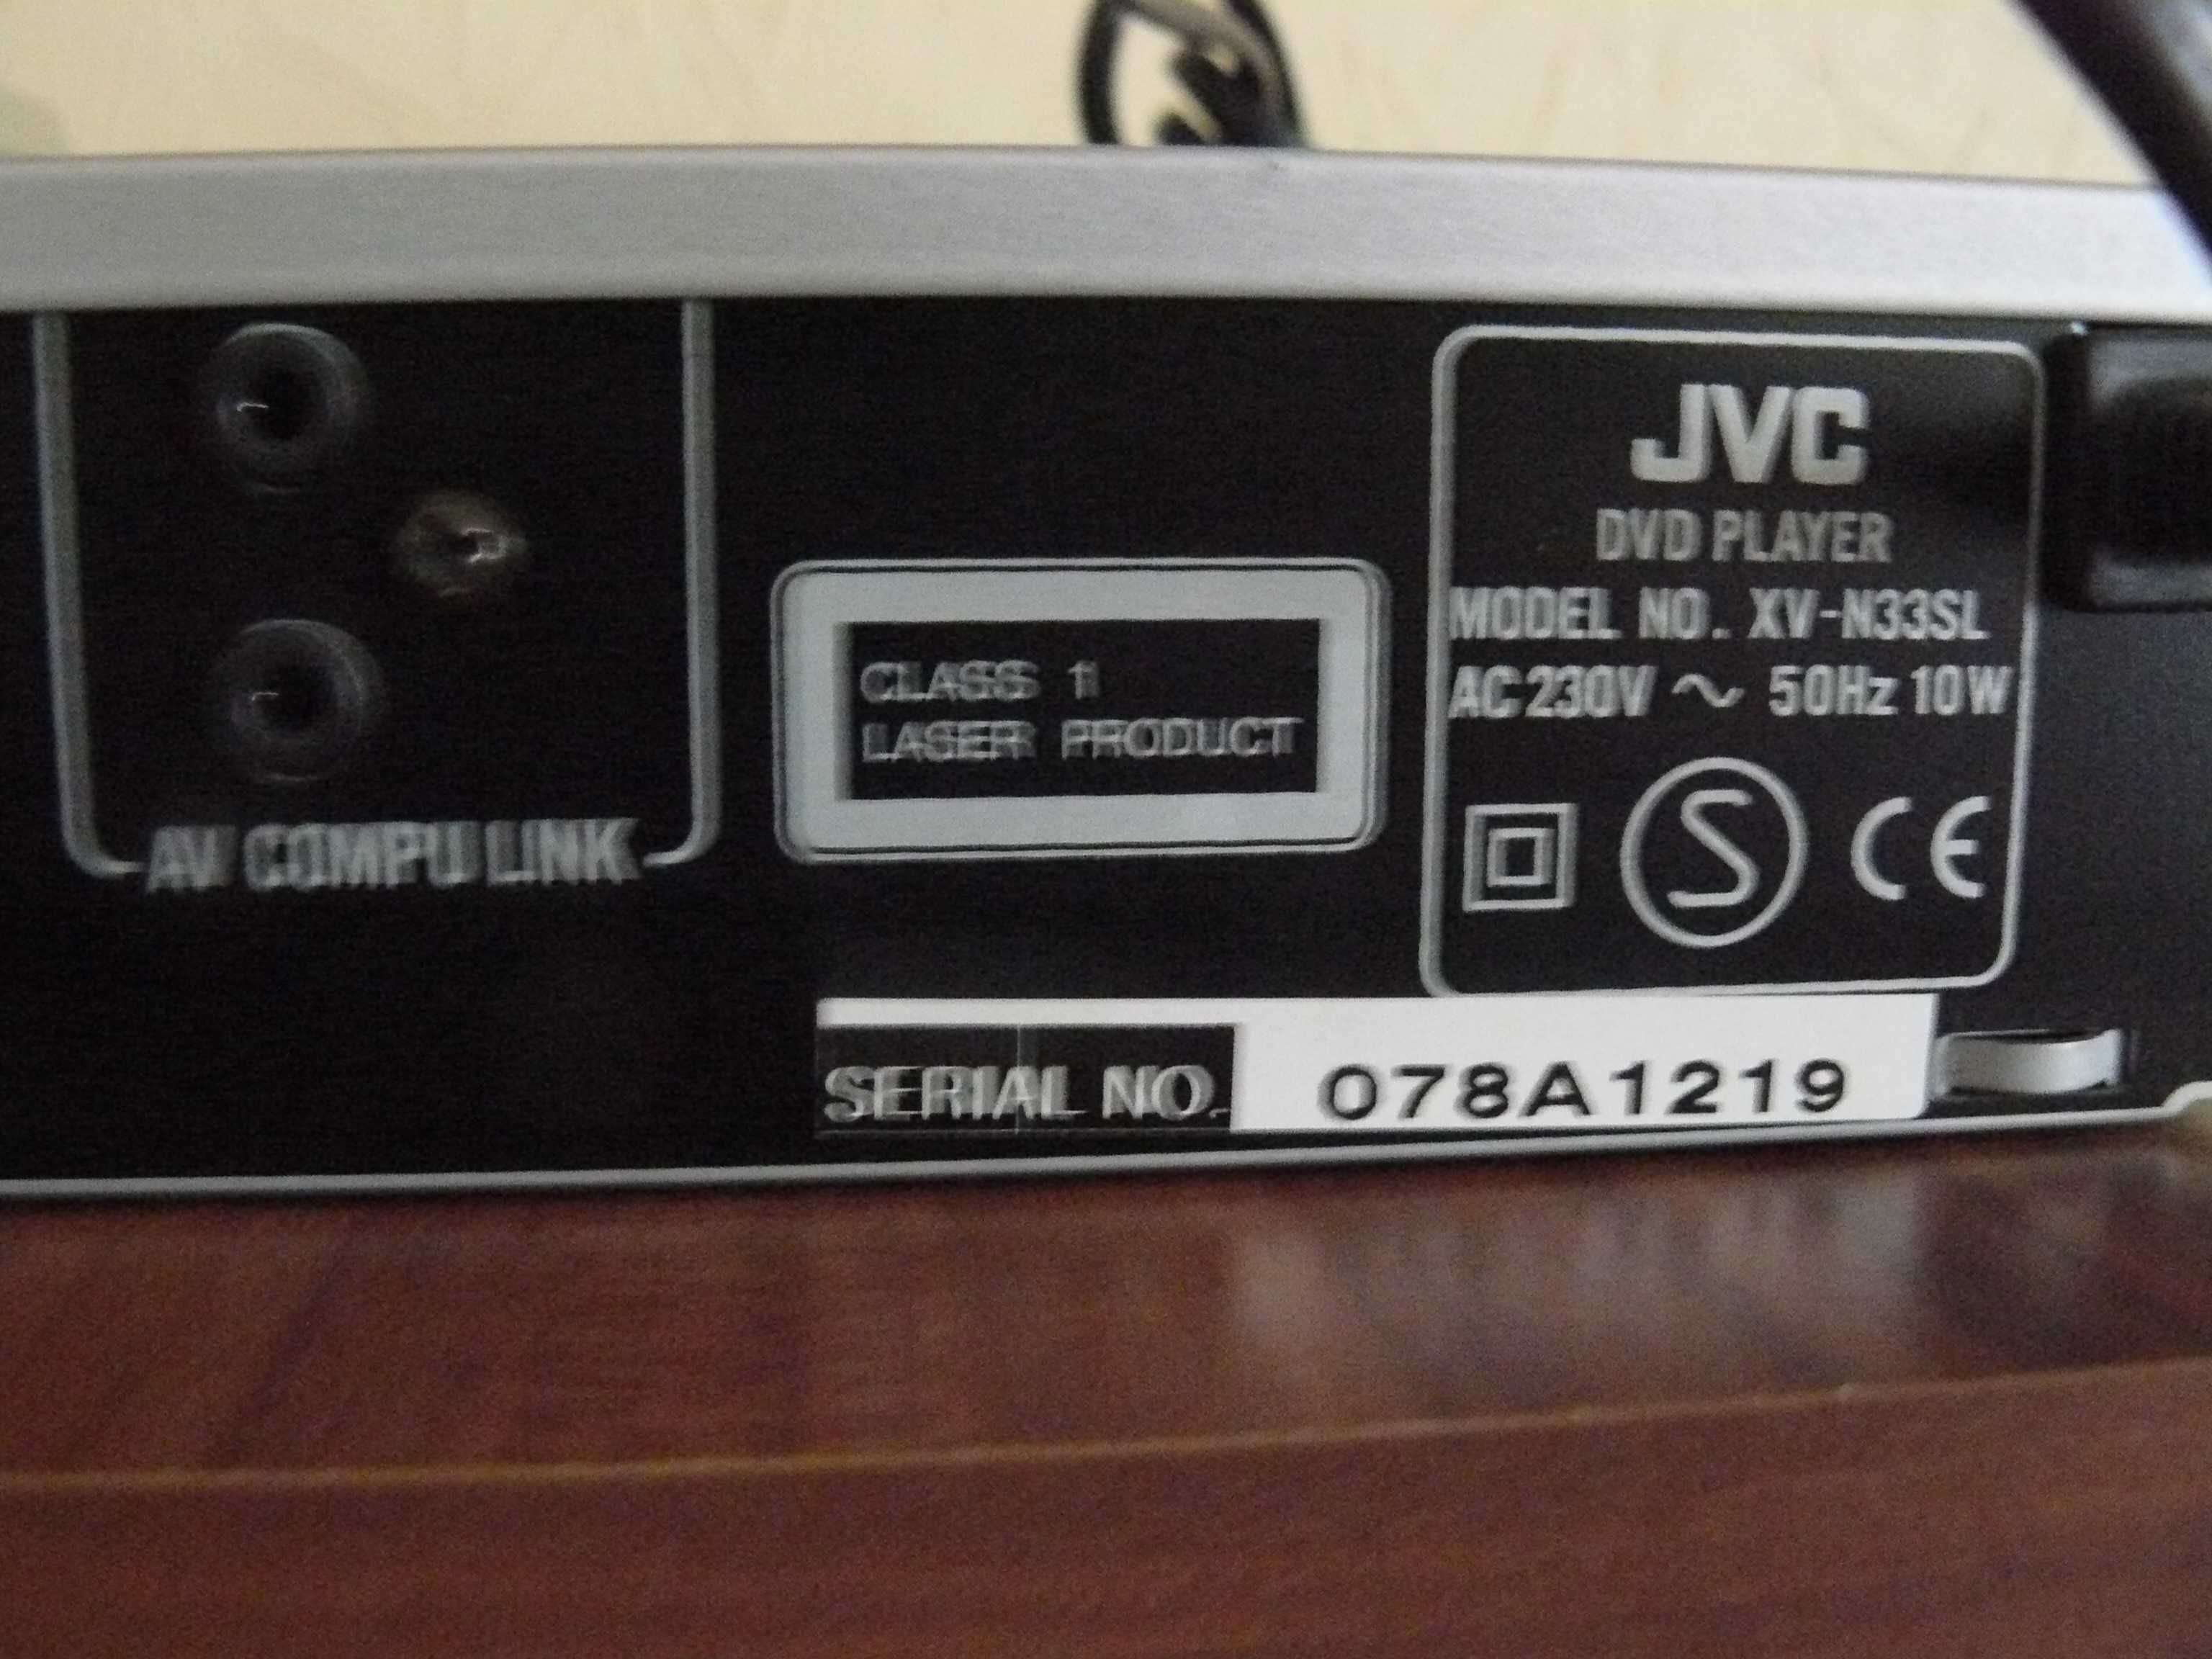 AV COMPU LINK
CLASS 1
LASER PRODUCT
JVC
DVD PLAYER
MODEL NO. XV-N33SL
AC 230V ~ 50Hz 10W
S CE
SERIAL NO. 078A1219